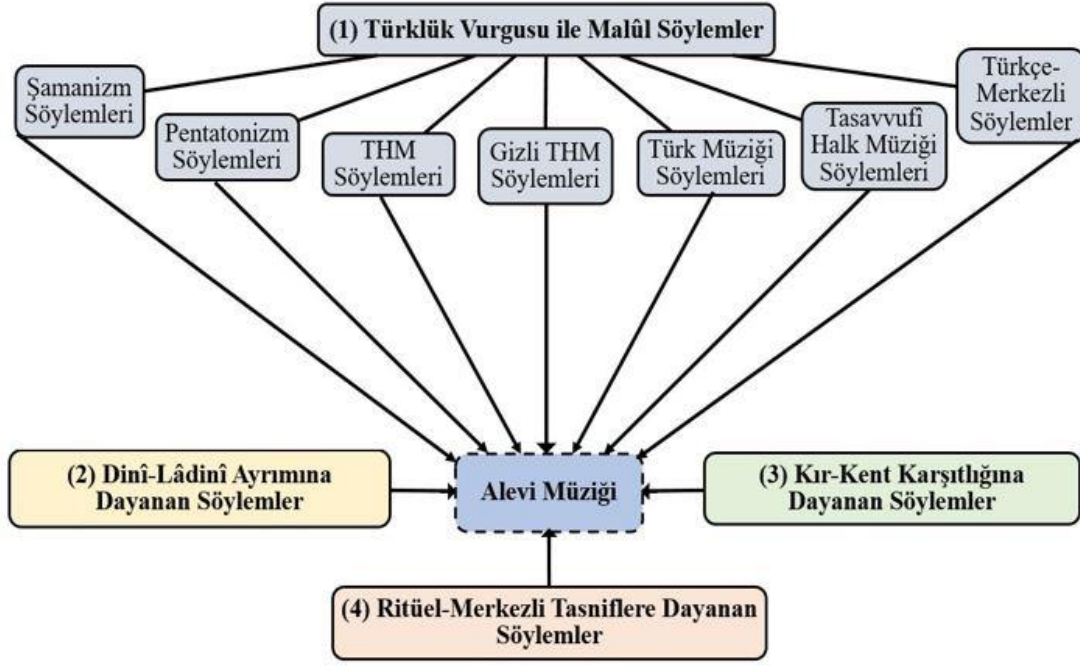 (1) Türklük Vurgusu ile Malûl Söylemler
Şamanizm
Söylemleri
Pentatonizm
Söylemleri
THM
Söylemleri
Gizli THM
Söylemleri
Türk Müziği
Söylemleri
Tasavvufî
Halk Müziği
Söylemleri
Türkçe-
Merkezli
Söylemler
(2) Dinî-Lâdinî Ayrımına
Dayanan Söylemler
Alevi Müziği
(3) Kır-Kent Karşıtlığına
Dayanan Söylemler
(4) Ritüel-Merkezli Tasniflere Dayanan
Söylemler